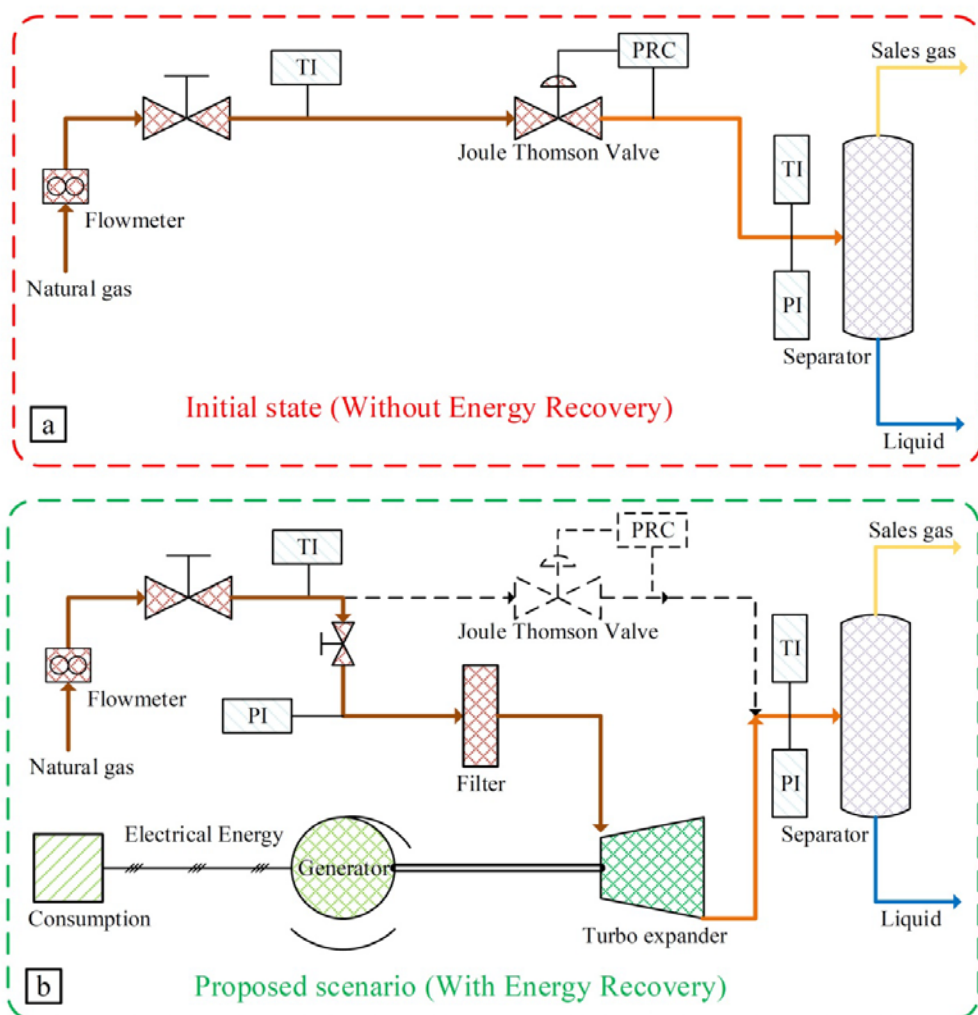 Sales gas
PRC
TI
Joule Thomson Valve
TI
Flowmeter
Natural gas
PI
Separator
Initial state (Without Energy Recovery)
a
Liquid
Sales gas
PRC
TI
Joule Thomson Valve
TI
Flowmeter
PI
Natural gas
Filter
PI
Separator
Electrical Energy
Generator
Consumption
Turbo expander
Liquid
b
Proposed scenario (With Energy Recovery)